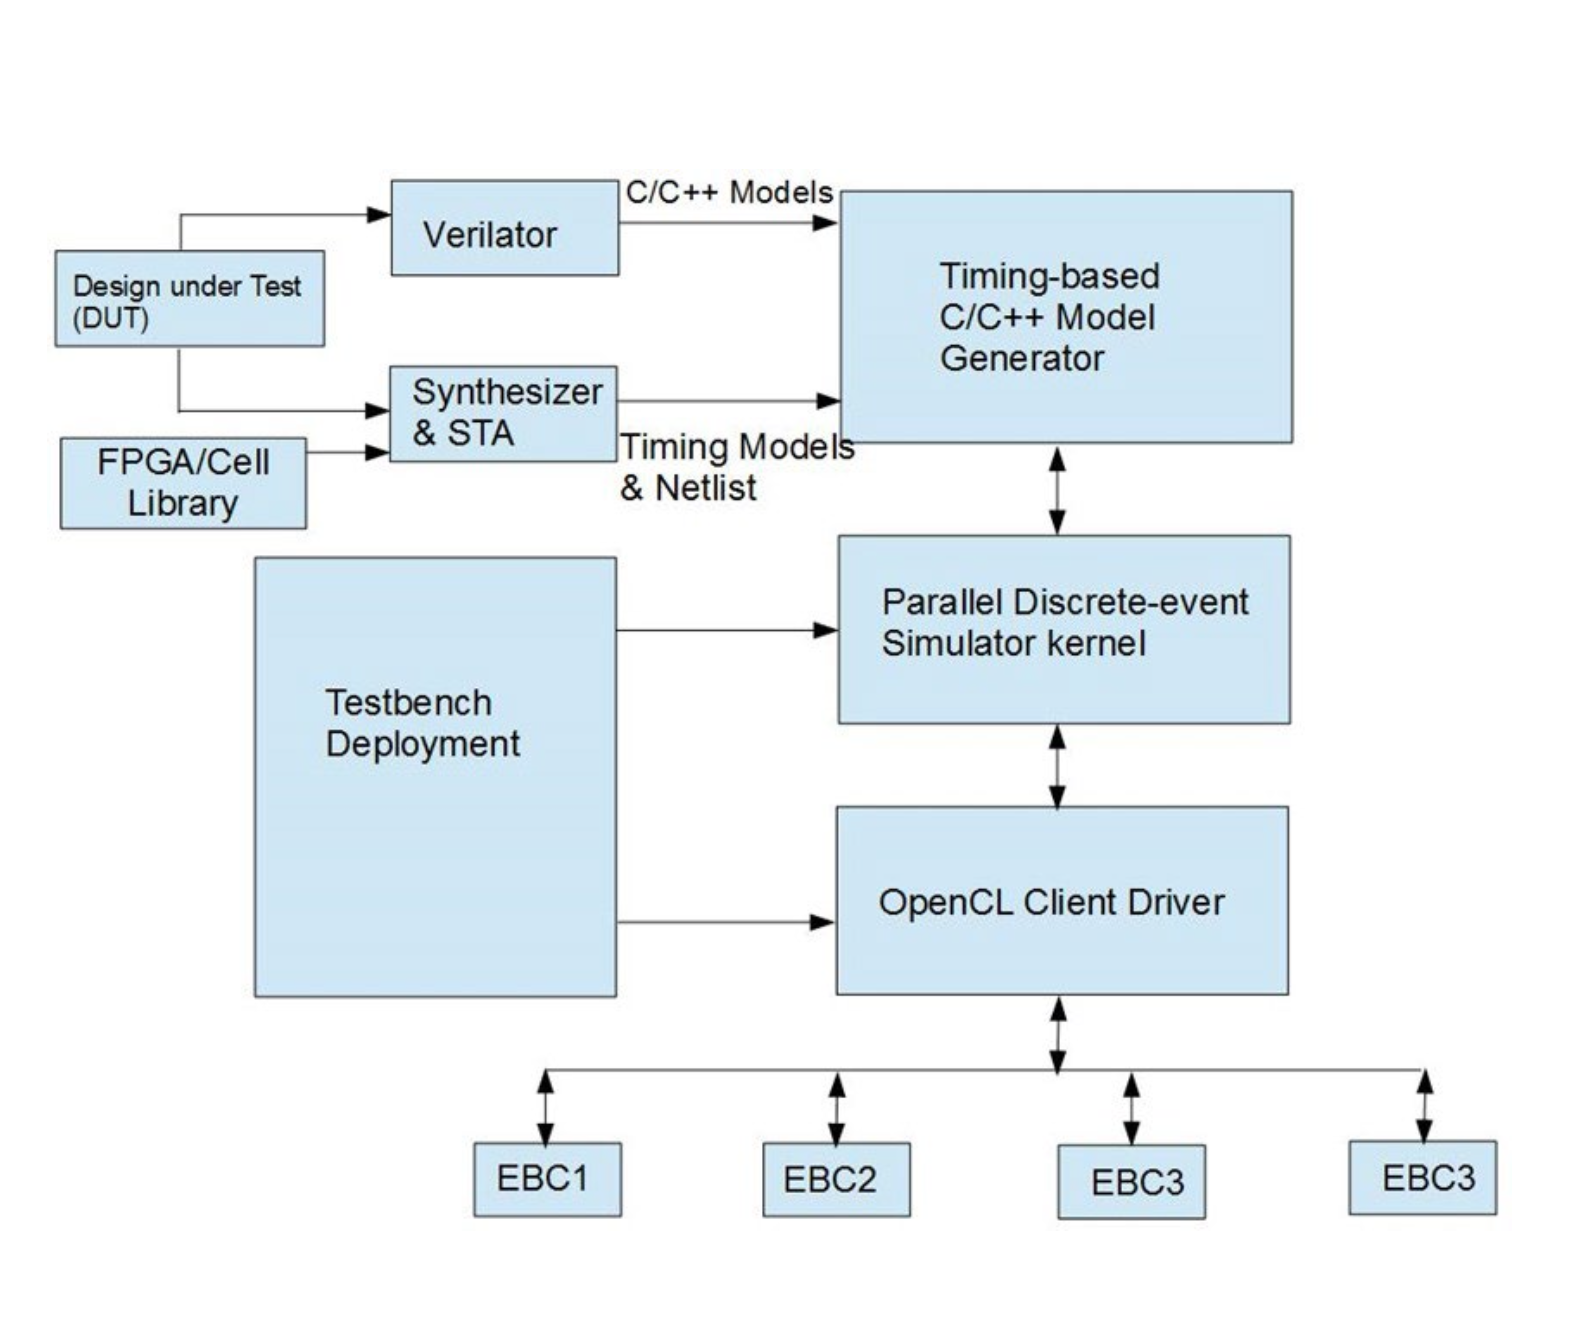 C/C++ Models
Verilator
Design under Test
(DUT)
Timing-based
C/C++ Model
Generator
Synthesizer
& STA
FPGA/Cell
Library
Timing Models
& Netlist
Parallel Discrete-event
Simulator kernel
Testbench
Deployment
OpenCL Client Driver
EBC1
EBC2
EBC3
EBC3